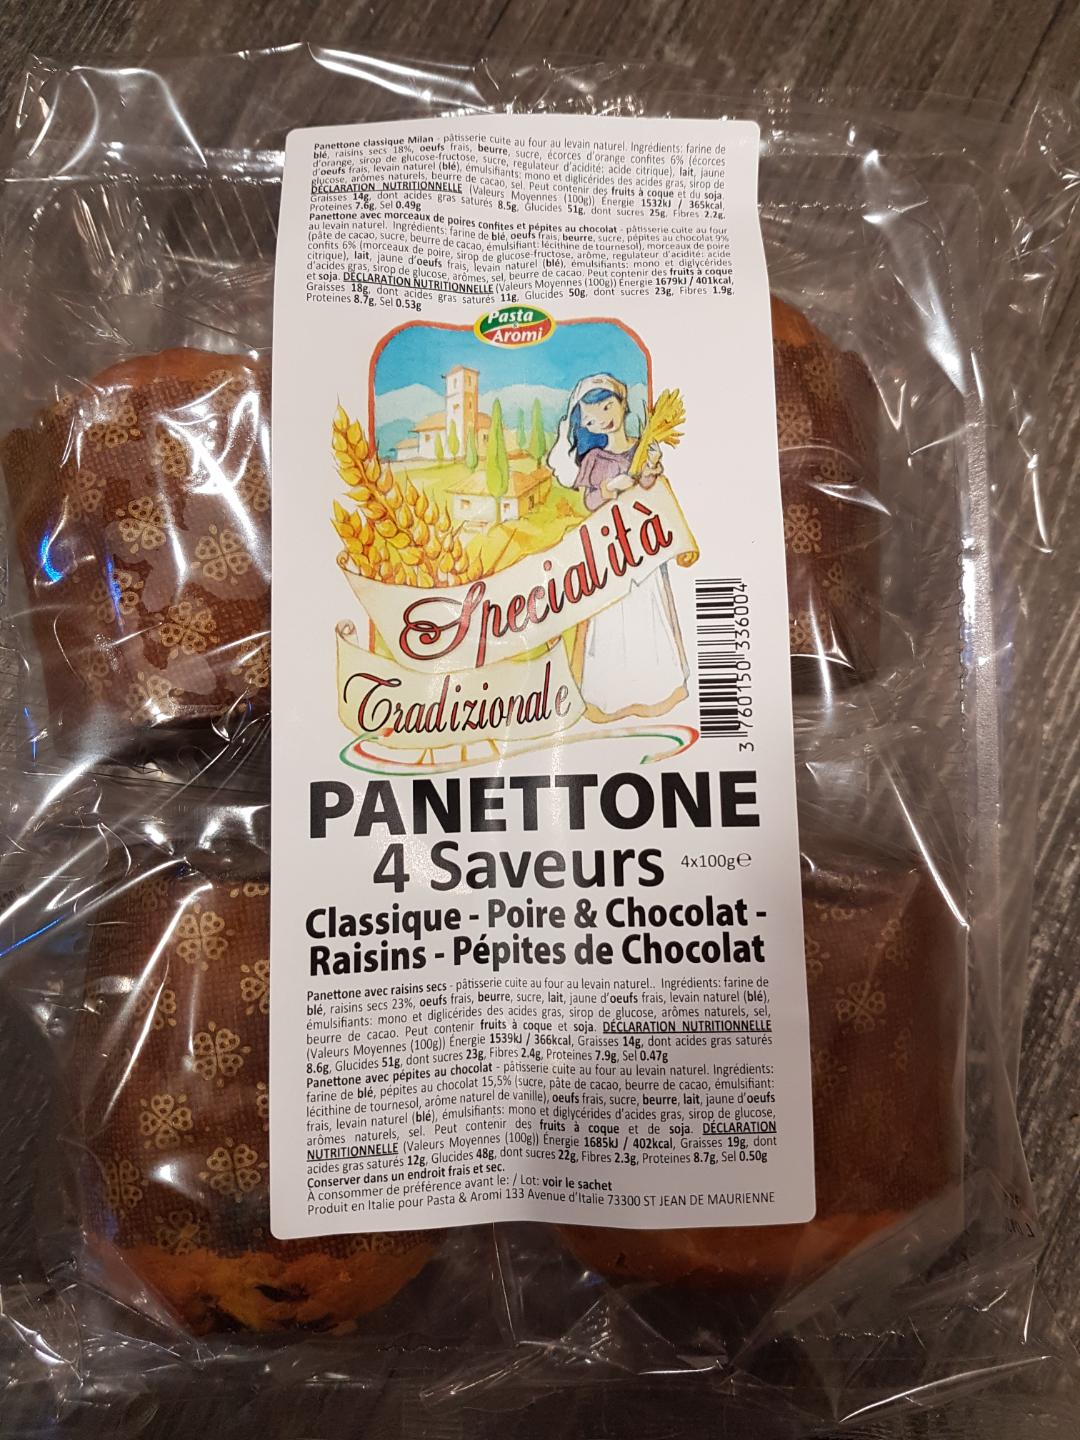 Panettone classique Milan - pâtisserie cuite au four au levain naturel. Ingrédients: farine de
blé, raisins secs 18%, oeufs frais, beurre, sucre, écorces d'orange confites 6% (écorces
d'orange, sirop de glucose-fructose, sucre, regulateur d'acidité: acide citrique), lait, jaune
d'oeufs frais, levain naturel (blé), émulsifiants: mono et diglicérides des acides gras, sirop de
glucose, arômes naturels, beurre de cacao, sel. Peut contenir des fruits à coque et du soja.
DÉCLARATION NUTRITIONNELLE (Valeurs Moyennes (100g)) Énergie 1532kJ / 365kcal,
Graisses 14g, dont acides gras saturés 8.5g, Glucides 51g, dont sucres 25g, Fibres 2.2g,
Proteines 7.6g, Sel 0.49g
Panettone avec morceaux de poires confites et pépites au chocolat - pâtisserie cuite au four
au levain naturel. Ingrédients: farine de blé, oeufs frais, beurre, sucre, pépites au chocolat 9%
(pâte de cacao, sucre, beurre de cacao, émulsifiant: lécithine de tournesol), morceaux de poire
confits 6% (morceaux de poire, sirop de glucose-fructose, arôme, regulateur d'acidité: acide
citrique), lait, jaune d'oeufs frais, levain naturel (blé), émulsifiants: mono et diglycérides
d'acides gras, sirop de glucose, arômes, sel, beurre de cacao. Peut contenir des fruits à coque
et soja. DÉCLARATION NUTRITIONNELLE (Valeurs Moyennes (100g)) Énergie 1679kJ / 401kcal,
Graisses 18g, dont acides gras saturés 11g, Glucides 50g, dont sucres 23g, Fibres 1.9g,
Proteines 8.7g, Sel 0.53g
Pasta
&
Aromi
Specialità
Tradizionale
3 760150 336004
PANETTONE
4 Saveurs 4x100g℮
Classique - Poire & Chocolat -
Raisins - Pépites de Chocolat
Panettone avec raisins secs - pâtisserie cuite au four au levain naturel.. Ingrédients: farine de
blé, raisins secs 23%, oeufs frais, beurre, sucre, lait, jaune d'oeufs frais, levain naturel (blé),
émulsifiants: mono et diglicérides des acides gras, sirop de glucose, arômes naturels, sel,
beurre de cacao. Peut contenir fruits à coque et soja. DÉCLARATION NUTRITIONNELLE
(Valeurs Moyennes (100g)) Énergie 1539kJ / 366kcal, Graisses 14g, dont acides gras saturés
8.6g, Glucides 51g, dont sucres 23g, Fibres 2.4g, Proteines 7.9g, Sel 0.47g
Panettone avec pépites au chocolat - pâtisserie cuite au four au levain naturel. Ingrédients:
farine de blé, pépites au chocolat 15,5% (sucre, pâte de cacao, beurre de cacao, émulsifiant:
lécithine de tournesol, arôme naturel de vanille), oeufs frais, sucre, beurre, lait, jaune d'oeufs
frais, levain naturel (blé), émulsifiants: mono et diglycérides d'acides gras, sirop de glucose,
arômes naturels, sel. Peut contenir des fruits à coque et de soja. DÉCLARATION
NUTRITIONNELLE (Valeurs Moyennes (100g)) Énergie 1685kJ / 402kcal, Graisses 19g, dont
acides gras saturés 12g, Glucides 48g, dont sucres 22g, Fibres 2.3g, Proteines 8.7g, Sel 0.50g
Conserver dans un endroit frais et sec.
À consommer de préférence avant le: / Lot: voir le sachet
Produit en Italie pour Pasta & Aromi 133 Avenue d'Italie 73300 ST JEAN DE MAURIENNE